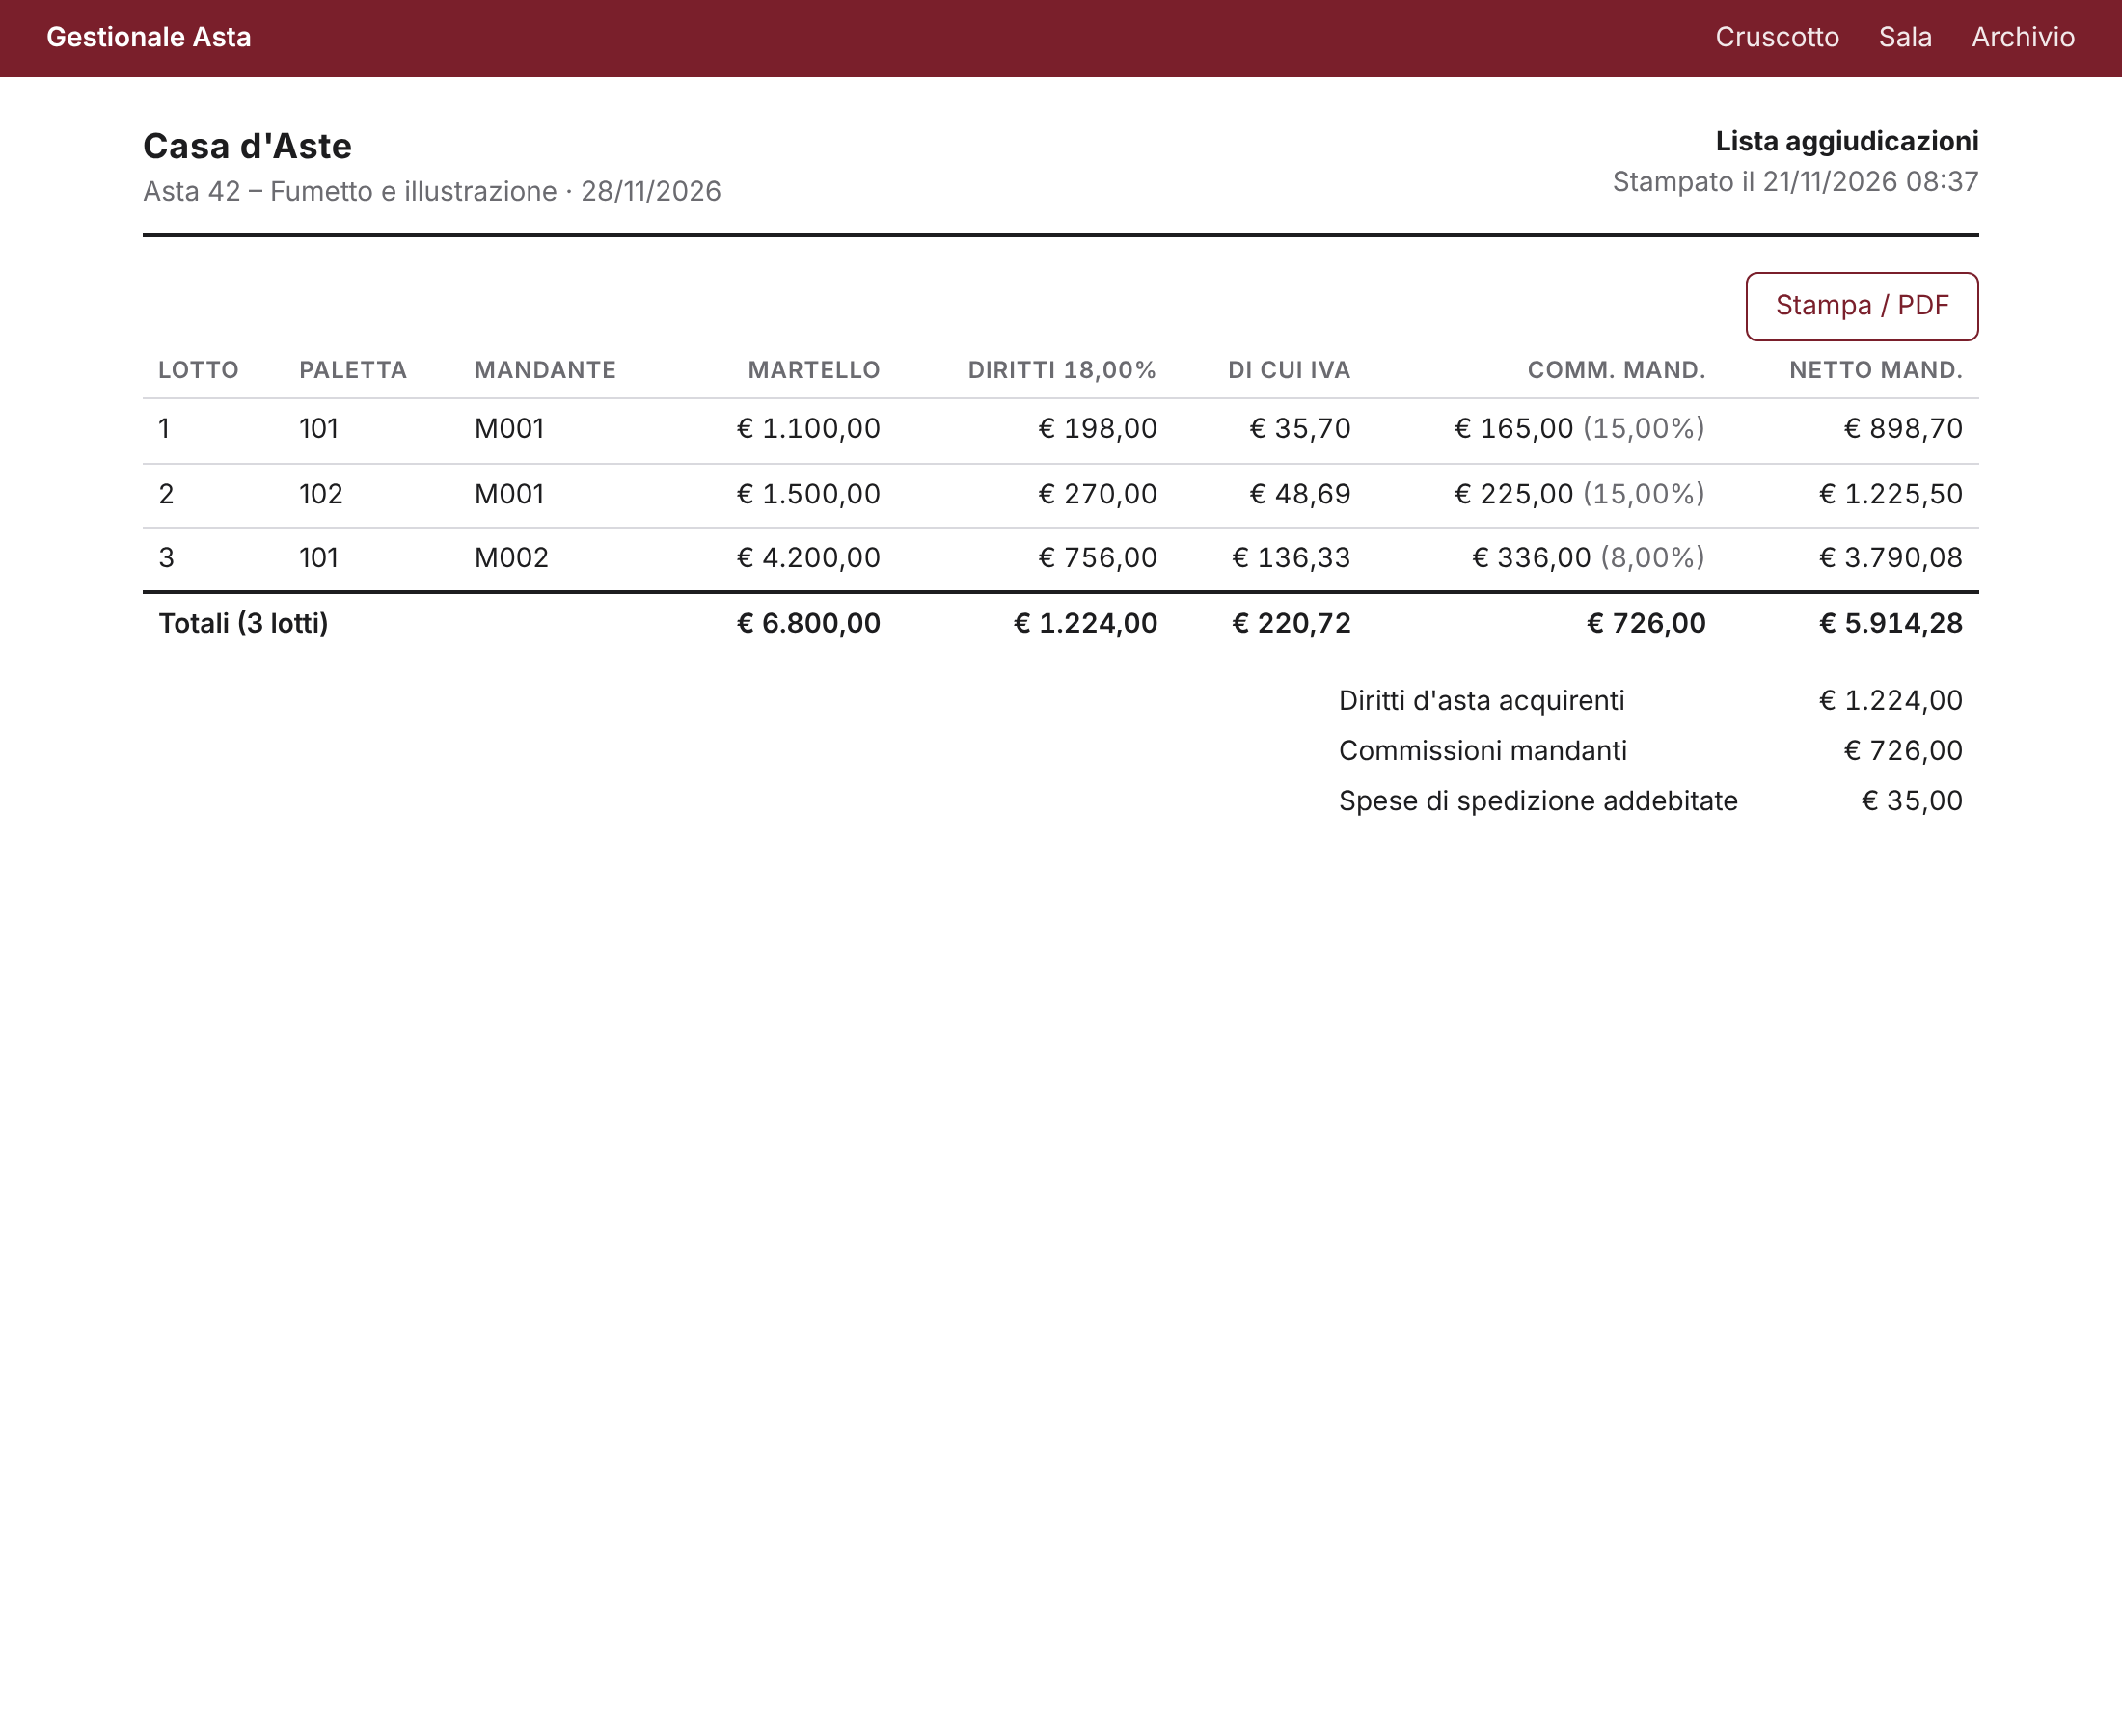 Gestionale Asta Cruscotto Sala Archivio
Casa d'Aste
Asta 42 – Fumetto e illustrazione · 28/11/2026
Lista aggiudicazioni
Stampato il 21/11/2026 08:37
Stampa / PDF
LOTTO PALETTA MANDANTE MARTELLO DIRITTI 18,00% DI CUI IVA COMM. MAND. NETTO MAND.
1 101 M001 € 1.100,00 € 198,00 € 35,70 € 165,00 (15,00%) € 898,70
2 102 M001 € 1.500,00 € 270,00 € 48,69 € 225,00 (15,00%) € 1.225,50
3 101 M002 € 4.200,00 € 756,00 € 136,33 € 336,00 (8,00%) € 3.790,08
Totali (3 lotti) € 6.800,00 € 1.224,00 € 220,72 € 726,00 € 5.914,28
Diritti d'asta acquirenti € 1.224,00
Commissioni mandanti € 726,00
Spese di spedizione addebitate € 35,00